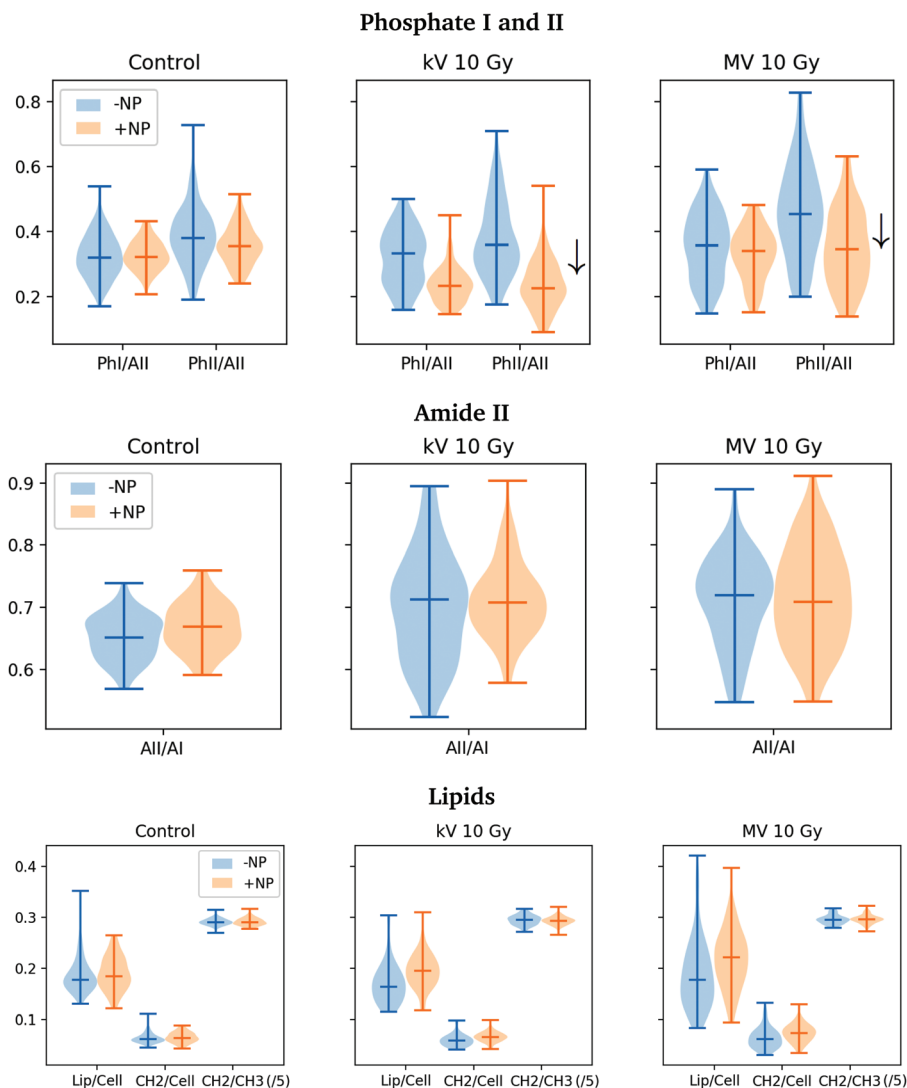 Phosphate I and II
Control
kV 10 Gy
MV 10 Gy
-NP
+NP
0.8
0.6
0.4
0.2
PhI/AII
PhII/AII
PhI/AII
PhII/AII
PhI/AII
PhII/AII
Amide II
Control
kV 10 Gy
MV 10 Gy
-NP
+NP
0.9
0.8
0.7
0.6
AII/AI
AII/AI
AII/AI
Lipids
Control
kV 10 Gy
MV 10 Gy
-NP
+NP
0.4
0.3
0.2
0.1
Lip/Cell
CH2/Cell
CH2/CH3 (/5)
Lip/Cell
CH2/Cell
CH2/CH3 (/5)
Lip/Cell
CH2/Cell
CH2/CH3 (/5)